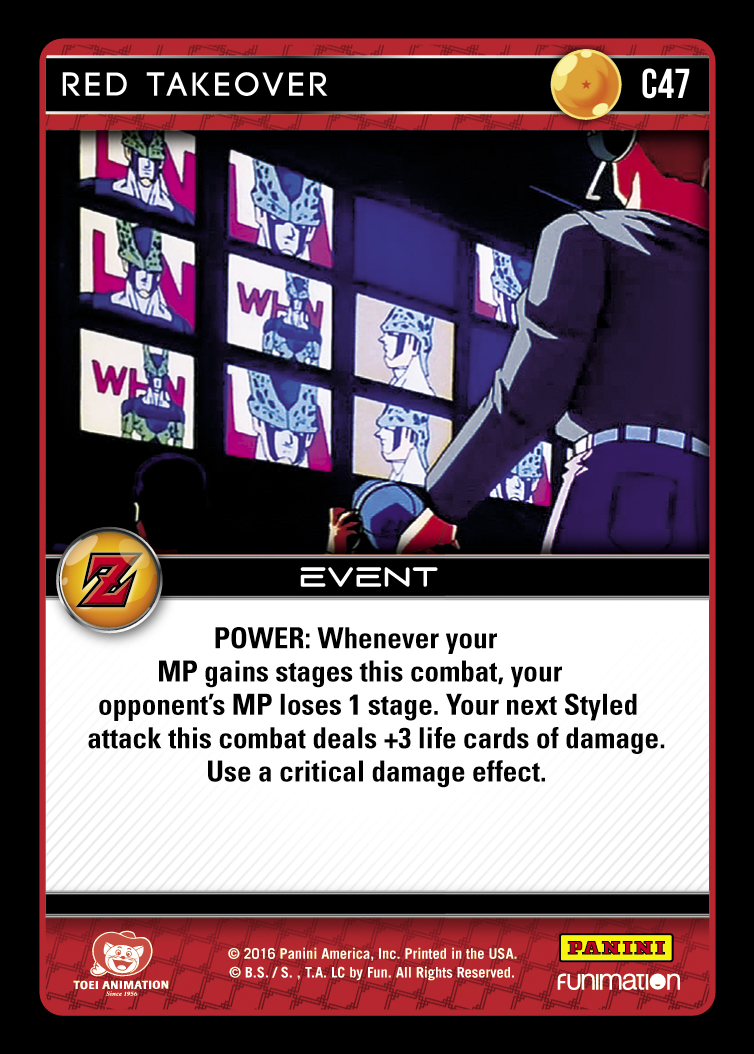 RED TAKEOVER
C47
WHN
WHN
EVENT
Z
POWER: Whenever your
MP gains stages this combat, your
opponent's MP loses 1 stage. Your next Styled
attack this combat deals +3 life cards of damage.
Use a critical damage effect.
TOEI ANIMATION
Since 1956
© 2016 Panini America, Inc. Printed in the USA.
© B.S. / S. , T.A. LC by Fun. All Rights Reserved.
PANINI
FUNIMATION